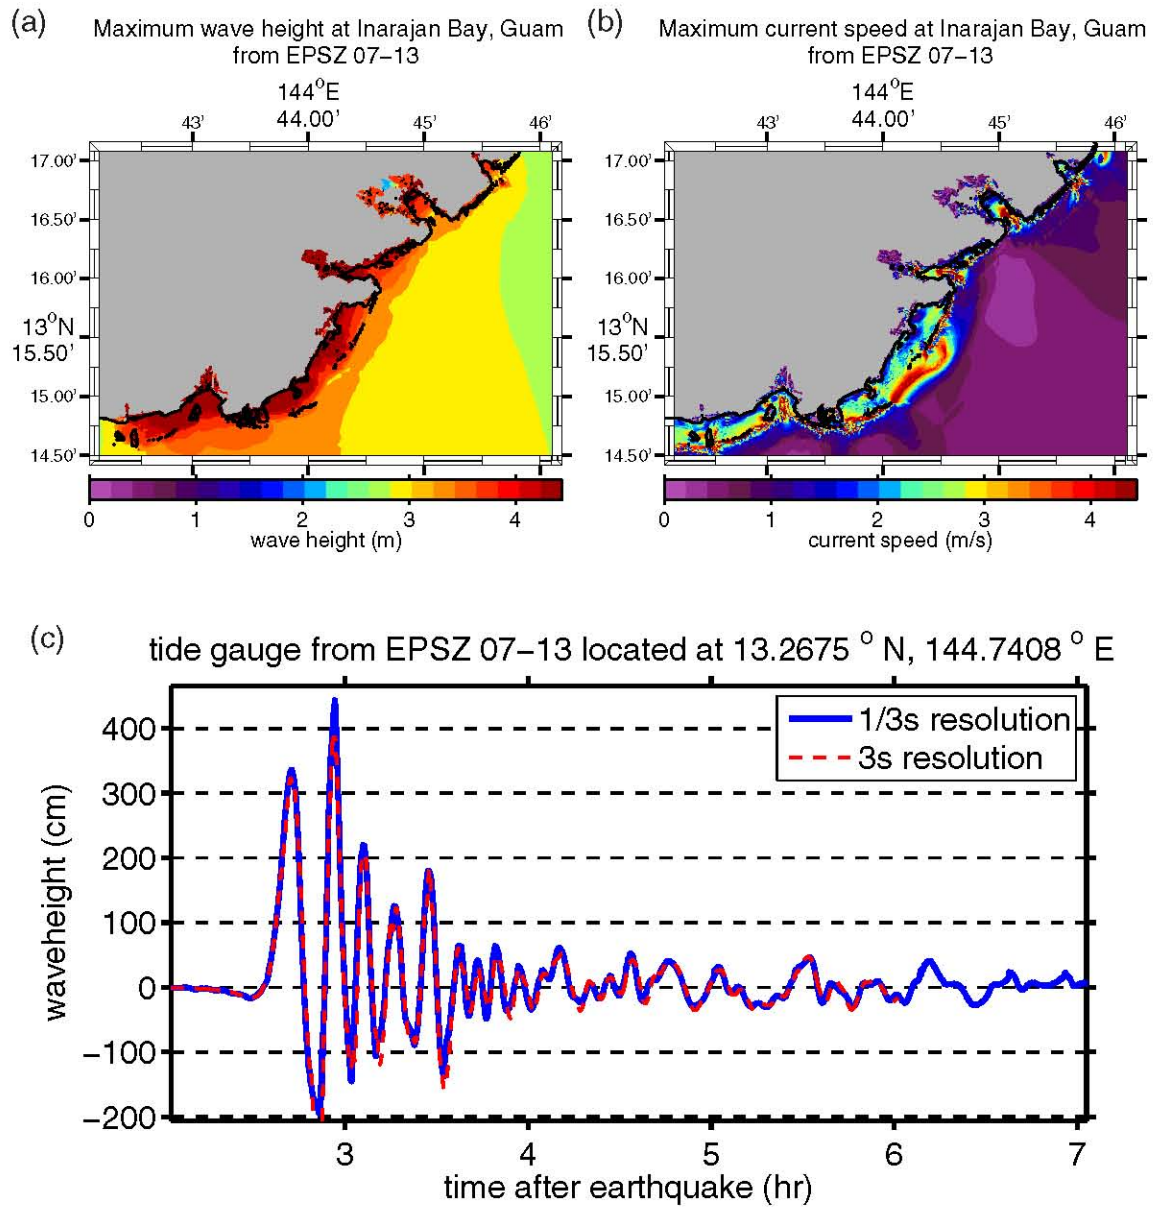 (a)
Maximum wave height at Inarajan Bay, Guam
from EPSZ 07–13
144°E
43' 44.00' 45' 46'
17.00'
16.50'
16.00'
13°N
15.50'
15.00'
14.50'
0 1 2 3 4
wave height (m)
(b)
Maximum current speed at Inarajan Bay, Guam
from EPSZ 07–13
144°E
43' 44.00' 45' 46'
17.00'
16.50'
16.00'
13°N
15.50'
15.00'
14.50'
0 1 2 3 4
current speed (m/s)
(c)
tide gauge from EPSZ 07–13 located at 13.2675 ° N, 144.7408 ° E
1/3s resolution
3s resolution
400
300
200
100
0
−100
−200
waveheight (cm)
3 4 5 6 7
time after earthquake (hr)